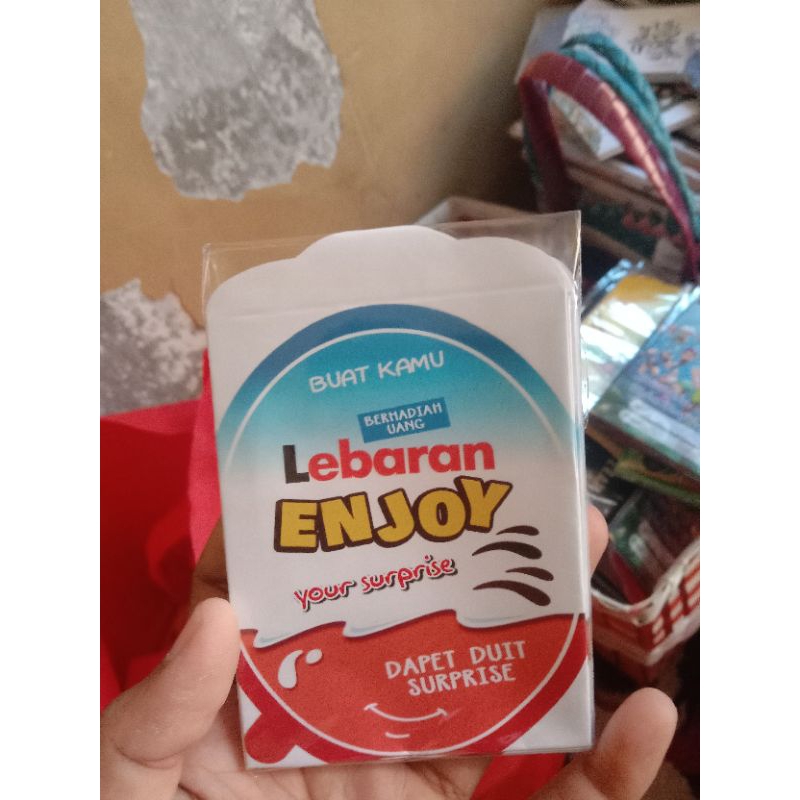 BUAT KAMU
BERHADIAH
UANG
Lebaran
ENJOY
your surprise
DAPET DUIT
SURPRISE